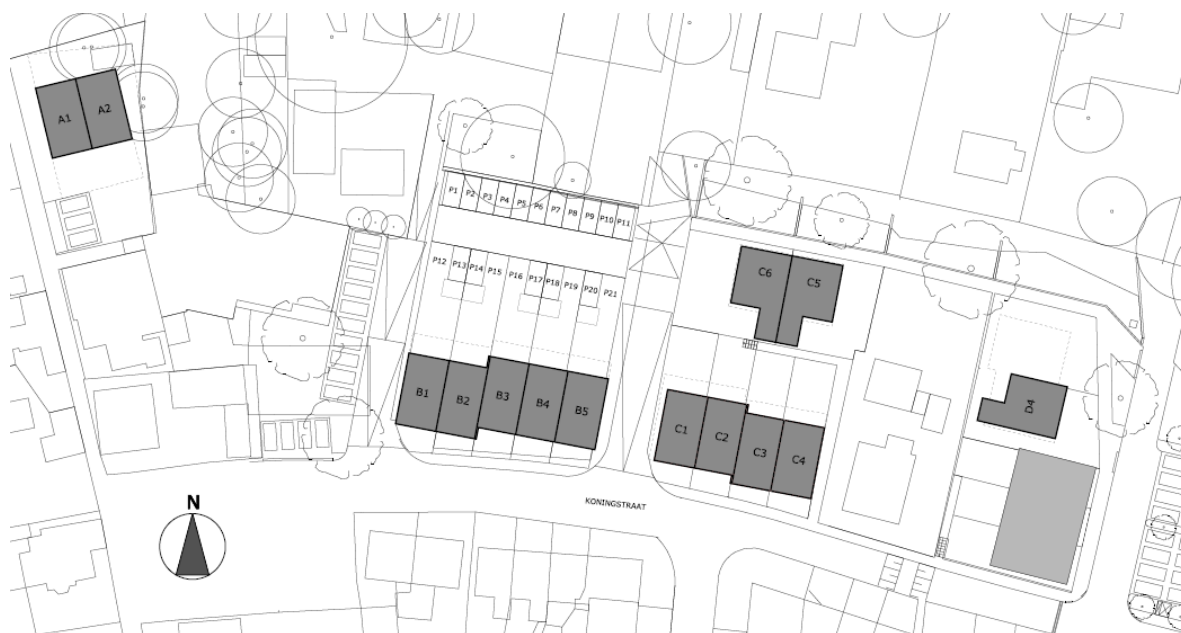 A1 A2
P1 P2 P3 P4 P5 P6 P7 P8 P9 P10 P11
P12 P13 P14 P15 P16 P17 P18 P19 P20 P21
C6 C5
B1 B2 B3 B4 B5
D4
C1 C2 C3 C4
N
KONINGSTRAAT